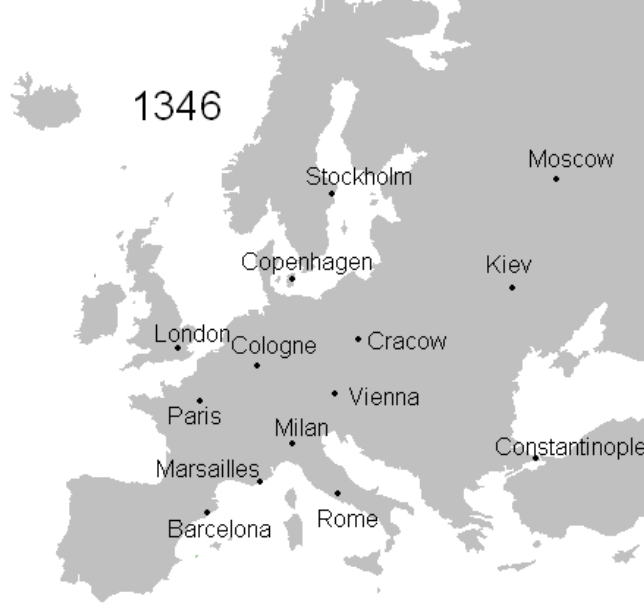 1346
Moscow
Stockholm
Copenhagen
Kiev
London
Cologne
Cracow
Vienna
Paris
Milan
Constantinople
Marsailles
Rome
Barcelona